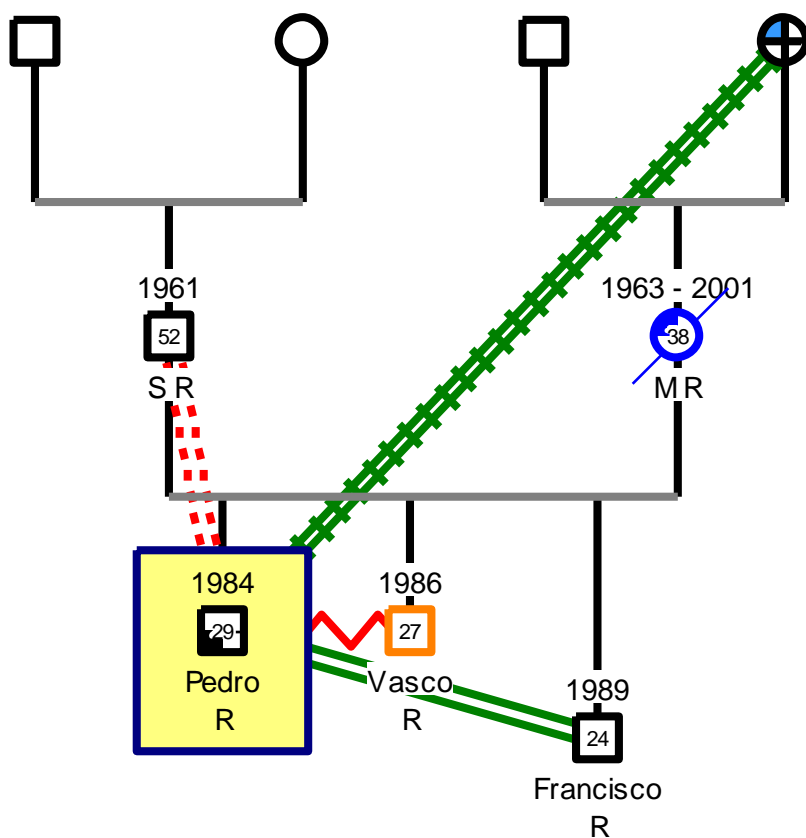 1961
1963 - 2001
52
38
S R
M R
1984
1986
29
27
Pedro
Vasco
1989
R
R
24
Francisco
R